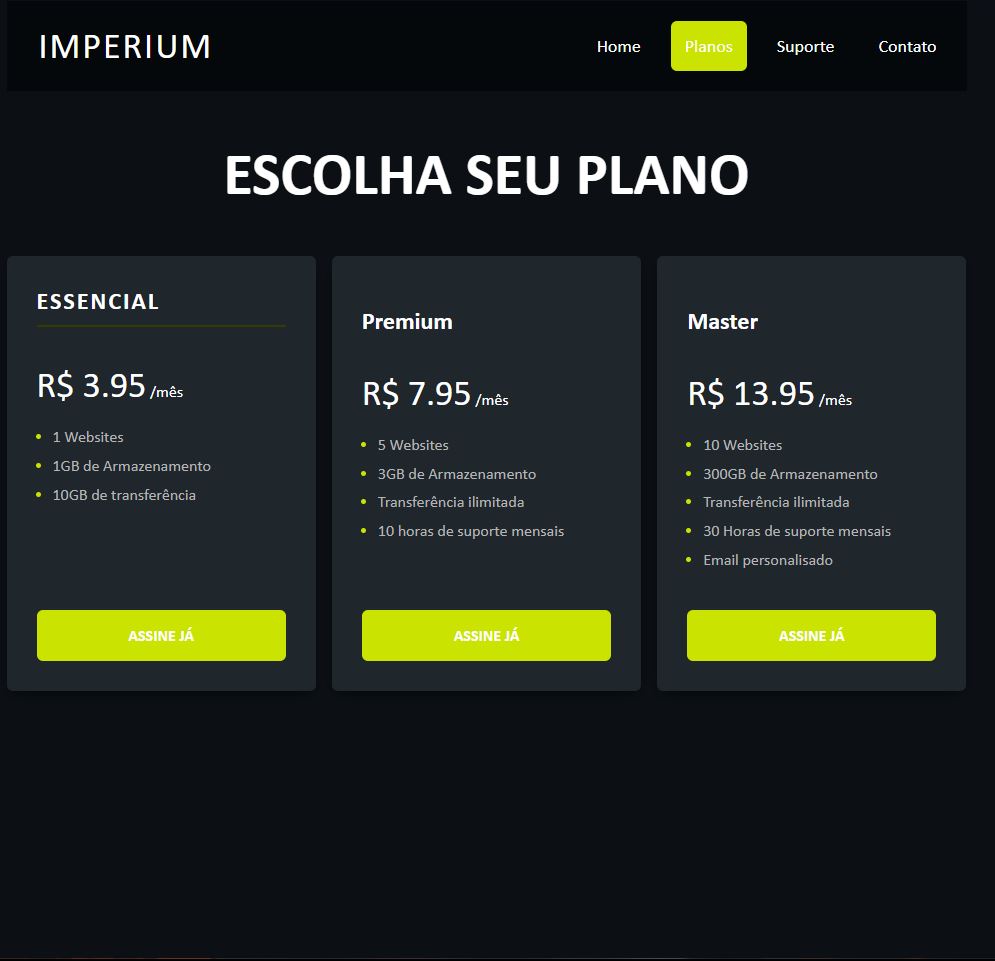 IMPERIUM
Home
Planos
Suporte
Contato
ESCOLHA SEU PLANO
ESSENCIAL
R$ 3.95 /mês
1 Websites
1GB de Armazenamento
10GB de transferência
ASSINE JÁ
Premium
R$ 7.95 /mês
5 Websites
3GB de Armazenamento
Transferência ilimitada
10 horas de suporte mensais
ASSINE JÁ
Master
R$ 13.95 /mês
10 Websites
300GB de Armazenamento
Transferência ilimitada
30 Horas de suporte mensais
Email personalisado
ASSINE JÁ